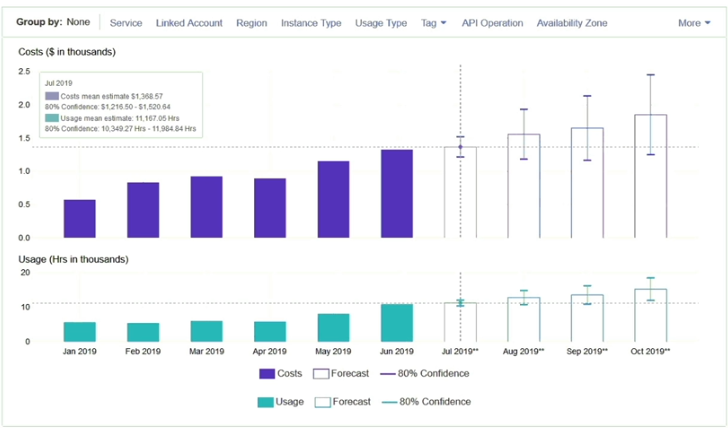 Group by: None Service Linked Account Region Instance Type Usage Type Tag API Operation Availability Zone More
Costs ($ in thousands)
2.5
Jul 2019
Costs mean estimate $1,368.57
80% Confidence: $1,216.50 - $1,520.64
Usage mean estimate: 11,167.05 Hrs
80% Confidence: 10,349.27 Hrs - 11,984.84 Hrs
2.0
1.5
1.0
0.5
0.0
Usage (Hrs in thousands)
20
10
0
Jan 2019 Feb 2019 Mar 2019 Apr 2019 May 2019 Jun 2019 Jul 2019** Aug 2019** Sep 2019** Oct 2019**
Costs Forecast 80% Confidence
Usage Forecast 80% Confidence